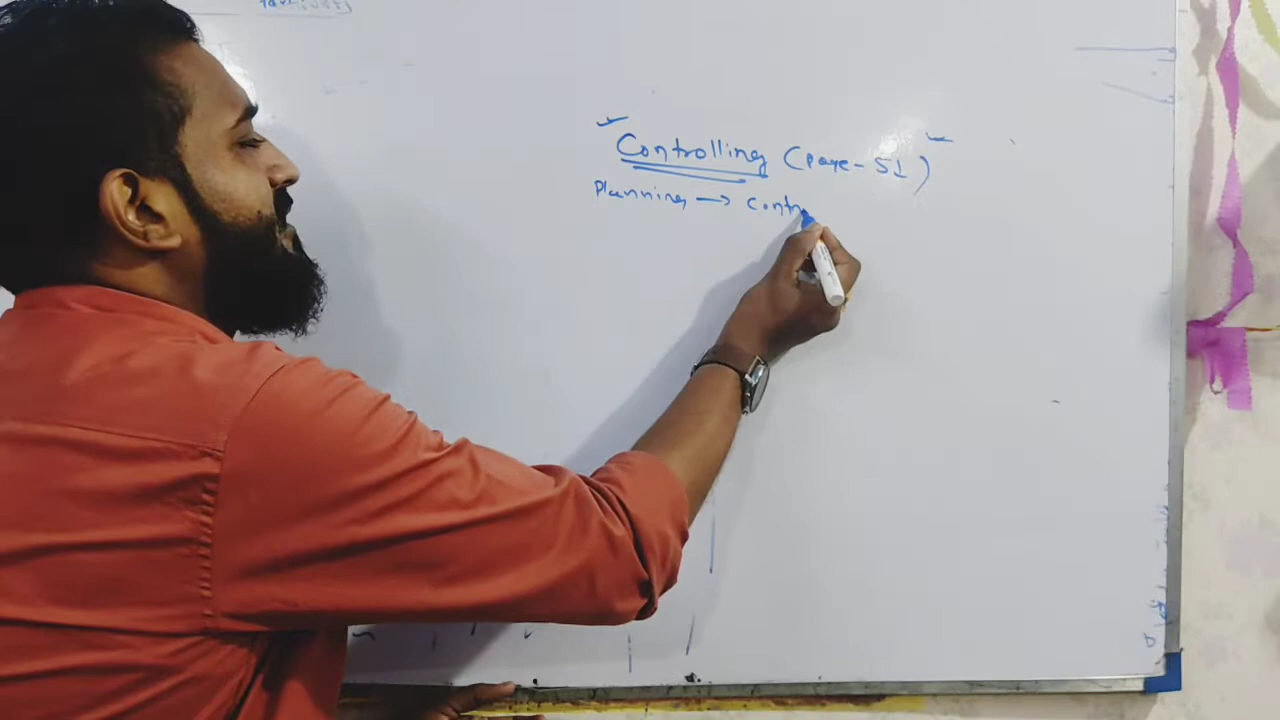 Controlling (Page-51)
Planning → Contr